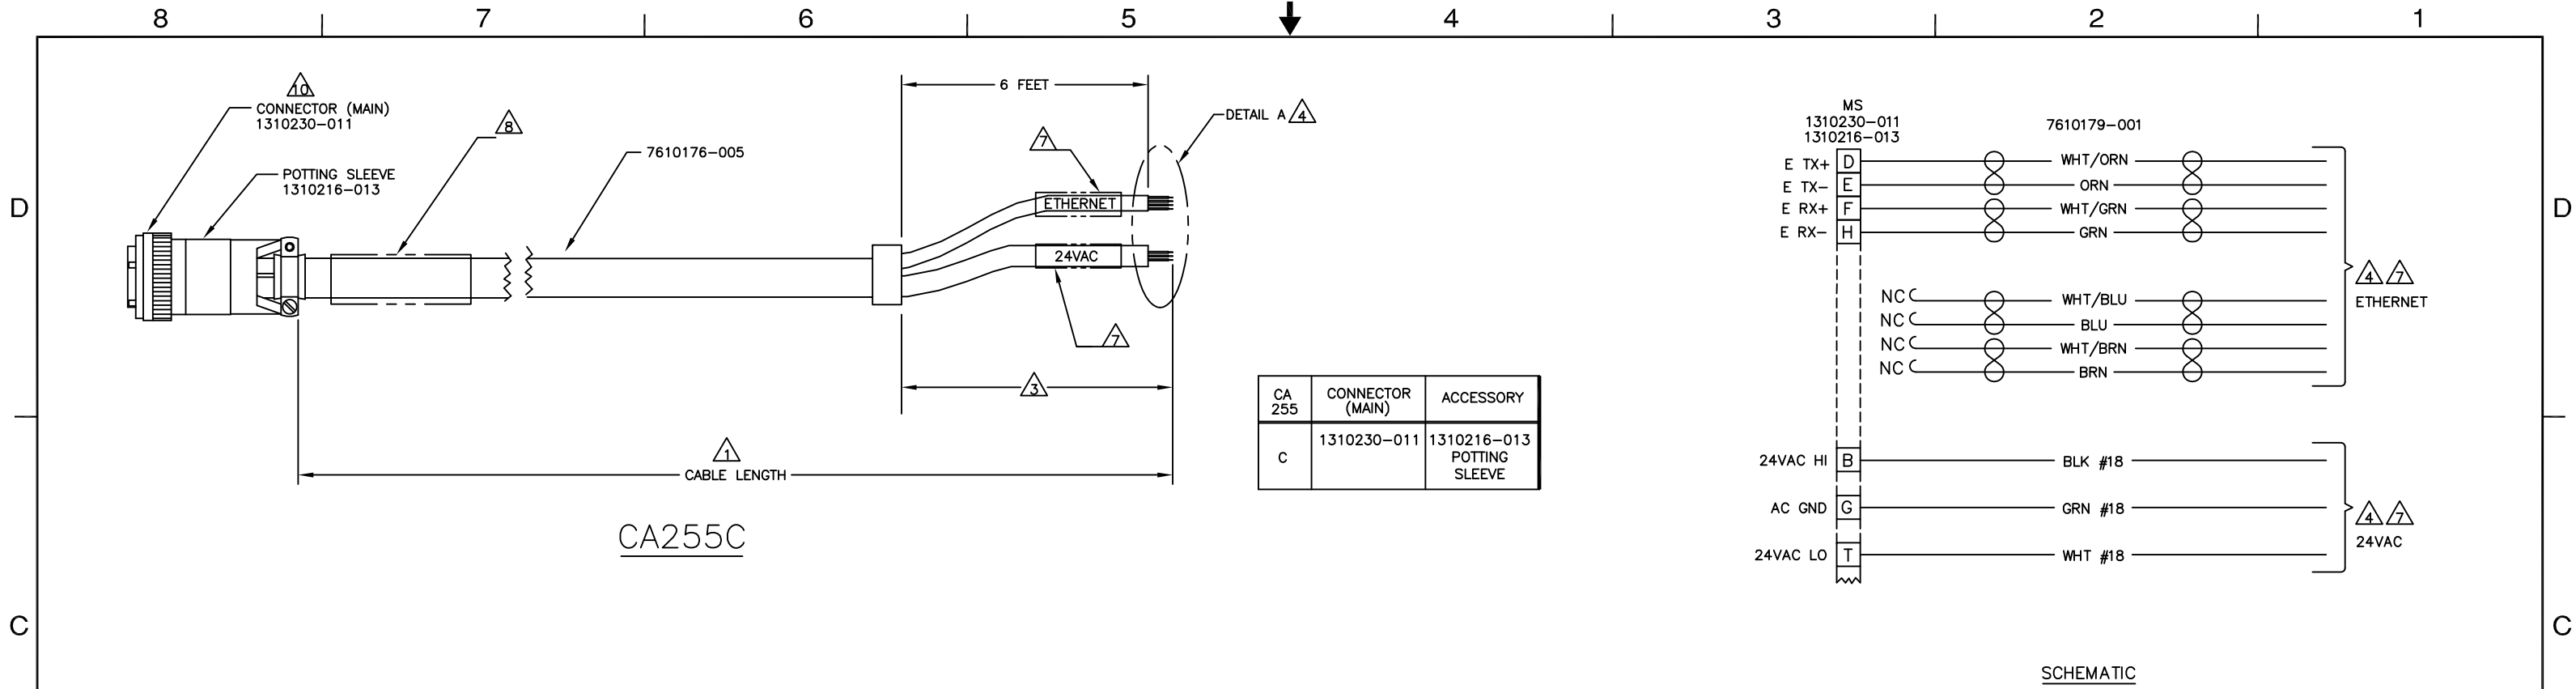 8 7 6 5 4 3 2 1
D
D
C
C
10
CONNECTOR (MAIN)
1310230-011
POTTING SLEEVE
1310216-013
8
7610176-005
6 FEET
DETAIL A 4
7
ETHERNET
24VAC
7
3
1
CABLE LENGTH
CA255C
CA
255
CONNECTOR
(MAIN)
ACCESSORY
C
1310230-011
1310216-013
POTTING
SLEEVE
MS
1310230-011
1310216-013
7610179-001
E TX+ D WHT/ORN
E TX- E ORN
E RX+ F WHT/GRN
E RX- H GRN
NC WHT/BLU
NC BLU
NC WHT/BRN
NC BRN
4 7
ETHERNET
24VAC HI B BLK #18
AC GND G GRN #18
24VAC LO T WHT #18
4 7
24VAC
SCHEMATIC